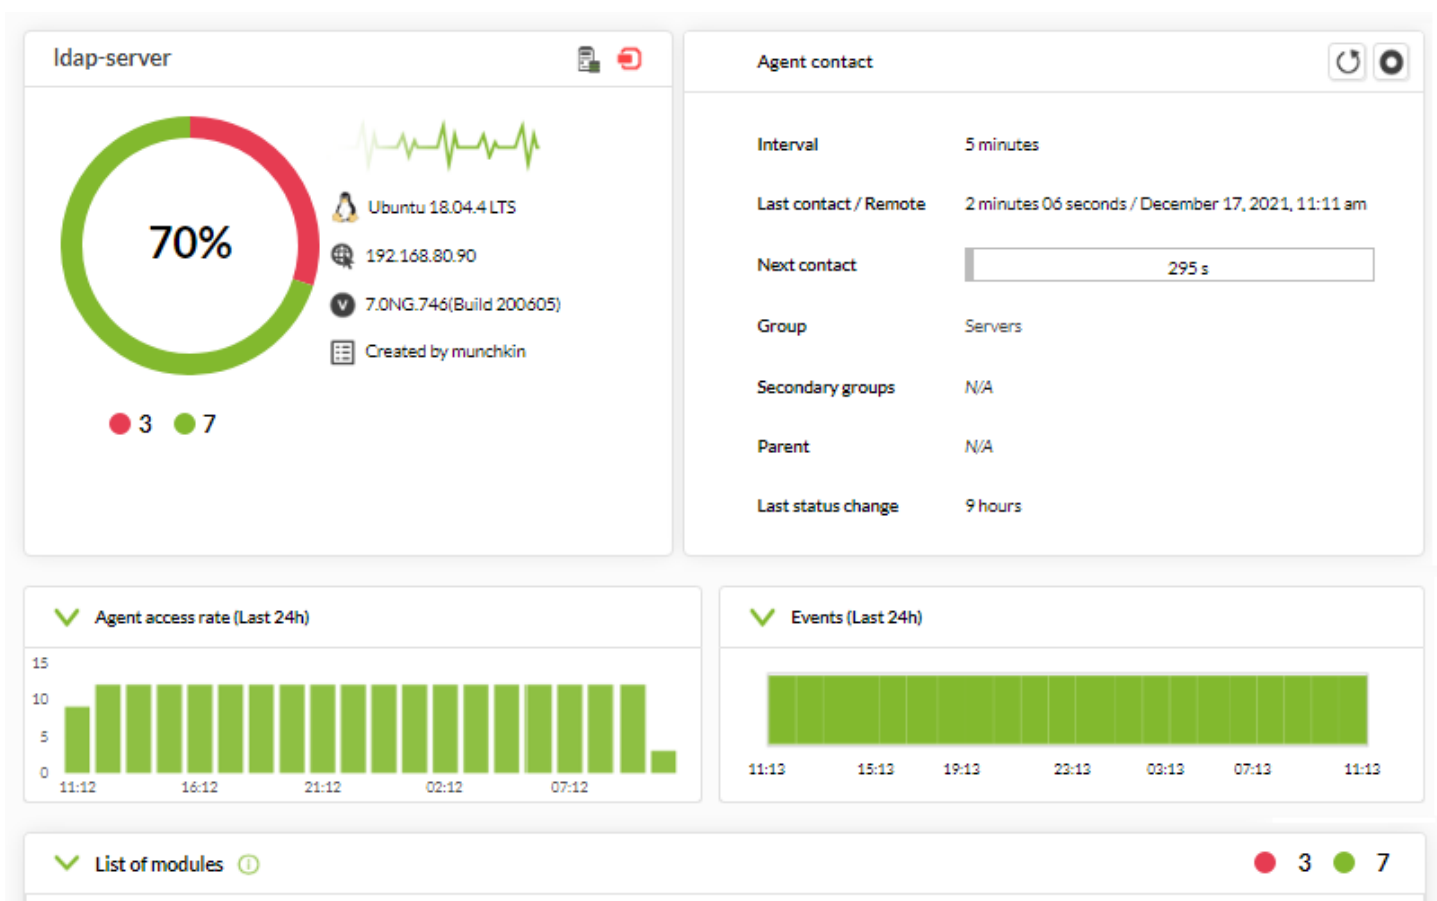 ldap-server
70%
Ubuntu 18.04.4 LTS
192.168.80.90
V
7.0NG.746(Build 200605)
Created by munchkin
3 7
Agent contact
Interval 5 minutes
Last contact / Remote 2 minutes 06 seconds / December 17, 2021, 11:11 am
Next contact 295 s
Group Servers
Secondary groups N/A
Parent N/A
Last status change 9 hours
Agent access rate (Last 24h)
15
10
5
0
11:12 16:12 21:12 02:12 07:12
Events (Last 24h)
11:13 15:13 19:13 23:13 03:13 07:13 11:13
List of modules
3 7